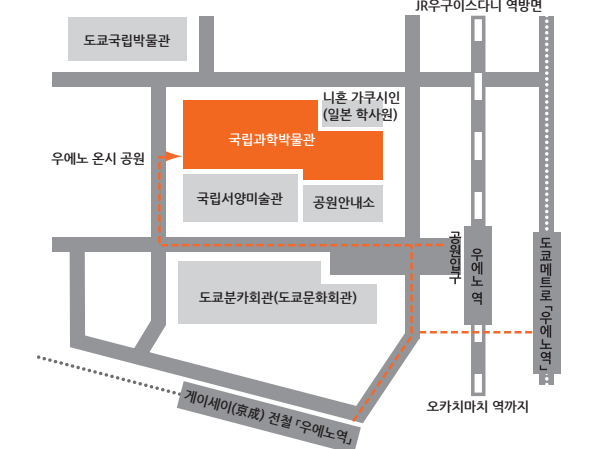 JR우구이스다니 역방면
도쿄국립박물관
니혼 가쿠시인
(일본 학사원)
국립과학박물관
우에노 온시 공원
국립서양미술관
공원안내소
공원입구
우에노 역
도쿄메트로 「우에노역」
도쿄분카회관(도쿄문화회관)
게이세이(京成) 전철 「우에노역」
오카치마치 역까지